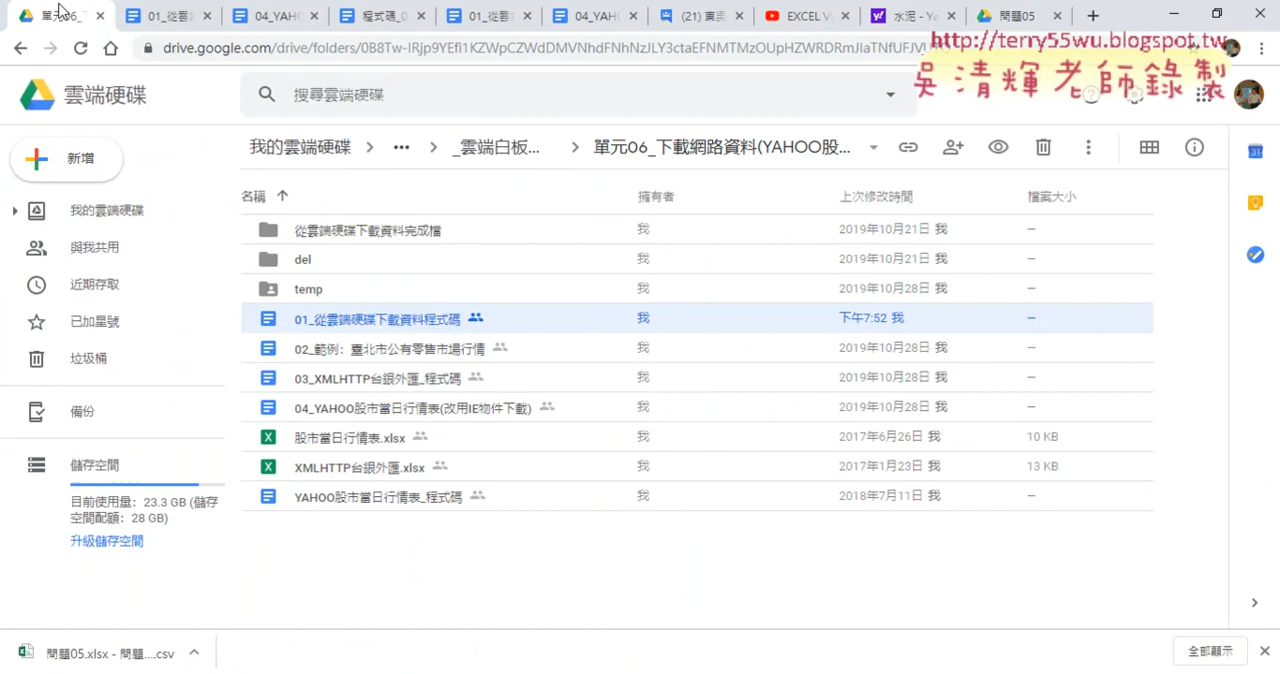 單元06_
01_從雲
04_YAHO
程式碼_0
01_從雲
04_YAH
(21) 東吳
EXCEL V
水泥 - Ya
問題05
drive.google.com/drive/folders/0B8Tw-IRjp9YEfi1KZWpCZWdDMVNhdFNhNzJLY3ctaEFNMTMzOUpHZWRDRmJlaTNfUFJVU
http://terry55wu.blogspot.tw
吳清輝老師錄製
雲端硬碟
搜尋雲端硬碟
新增
我的雲端硬碟
...
_雲端白板...
單元06_下載網路資料(YAHOO股...
我的雲端硬碟
與我共用
近期存取
已加星號
垃圾桶
備份
儲存空間
目前使用量：23.3 GB (儲存
空間配額：28 GB)
升級儲存空間
名稱 擁有者 上次修改時間 檔案大小
從雲端硬碟下載資料完成檔 我 2019年10月21日 我 —
del 我 2019年10月21日 我 —
temp 我 2019年10月28日 我 —
01_從雲端硬碟下載資料程式碼 我 下午7:52 我 —
02_範例：臺北市公有零售市場行情 我 2019年10月28日 我 —
03_XMLHTTP台銀外匯_程式碼 我 2019年10月28日 我 —
04_YAHOO股市當日行情表(改用IE物件下載) 我 2019年10月28日 我 —
股市當日行情表.xlsx 我 2017年6月26日 我 10 KB
XMLHTTP台銀外匯.xlsx 我 2017年1月23日 我 13 KB
YAHOO股市當日行情表_程式碼 我 2018年7月11日 我 —
31
問題05.xlsx - 問題....csv
全部顯示